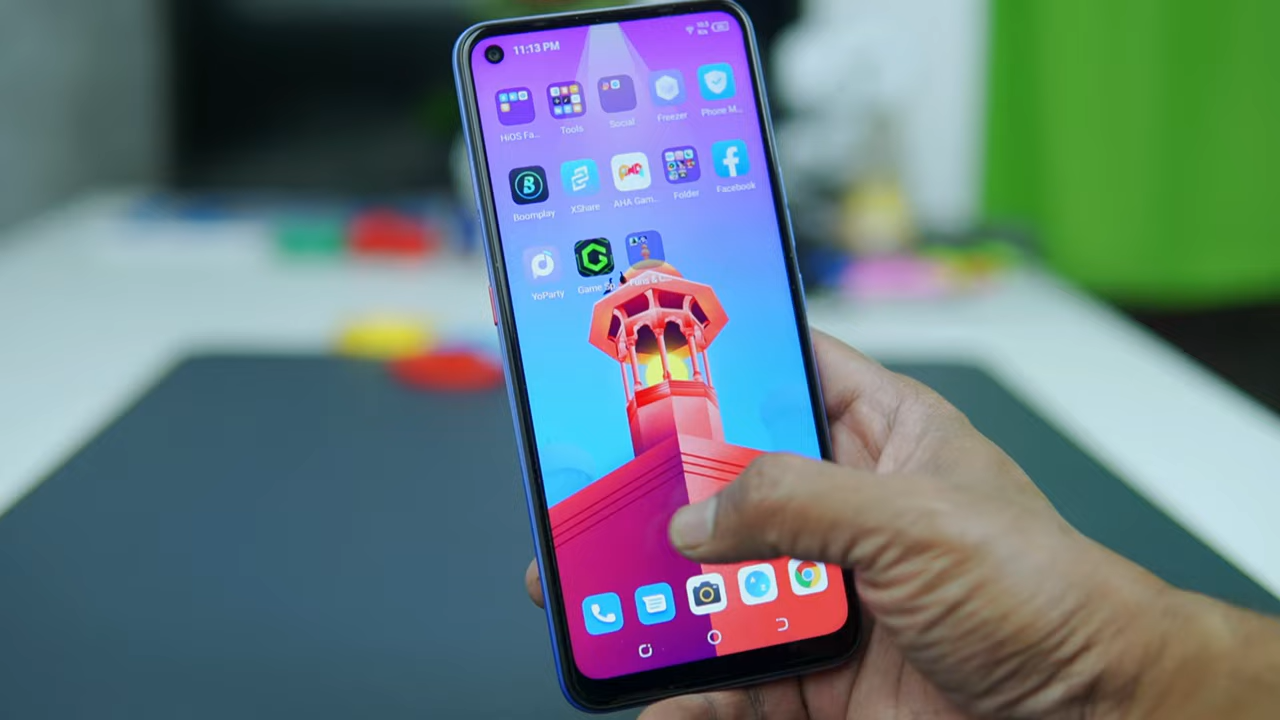 11:13 PM
HiOS Fa...
Tools
Social
Freezer
Phone M...
Boomplay
XShare
AHA Gam...
Folder
Facebook
YoParty
Game Sp...